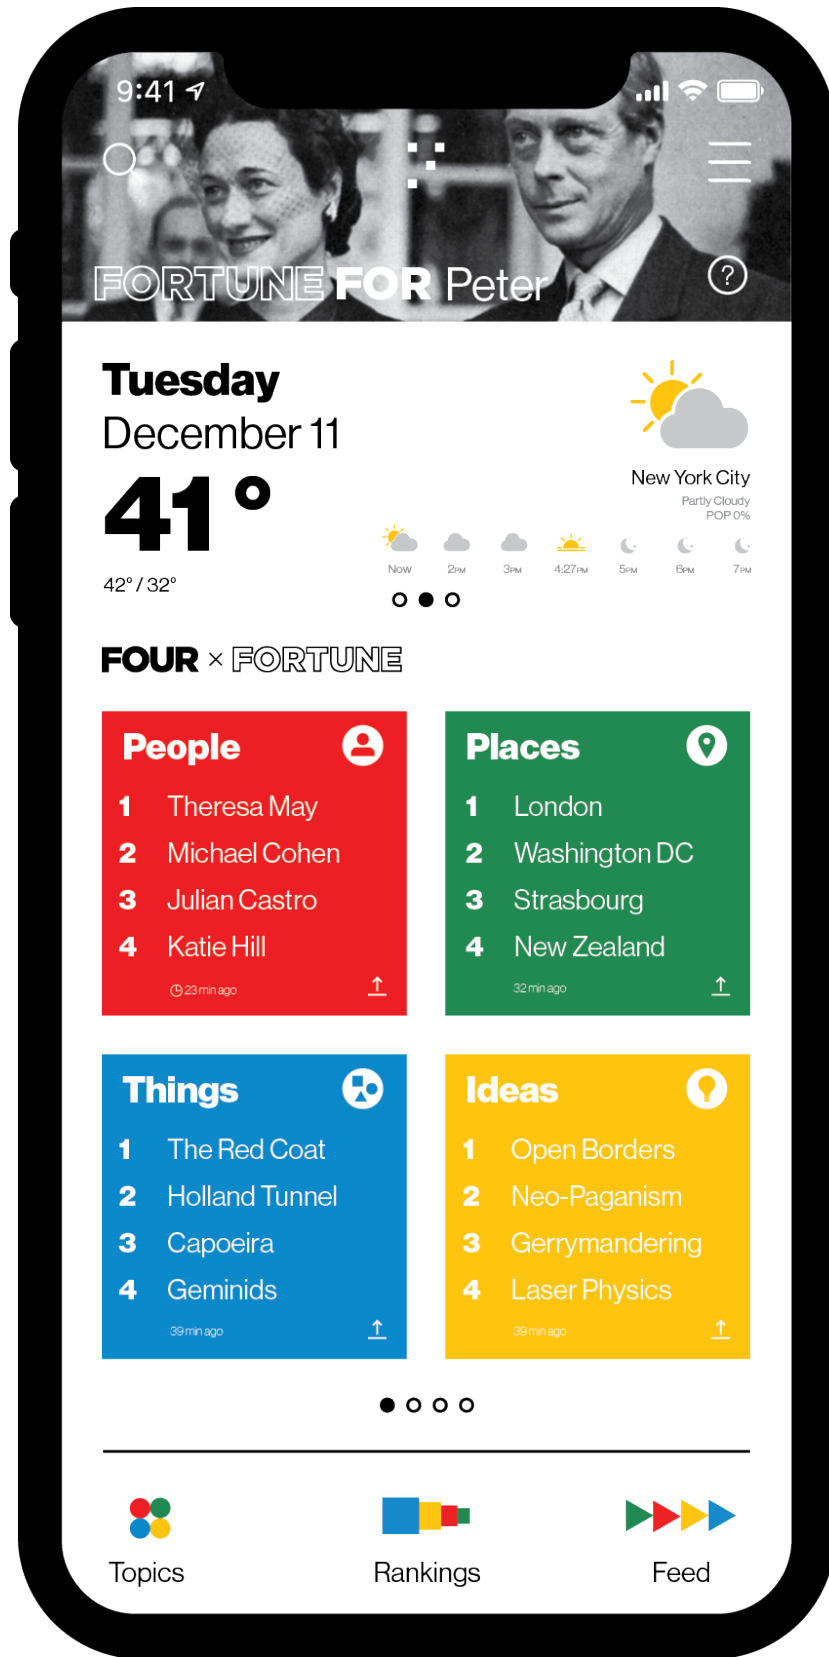 9:41
FORTUNE FOR Peter
?
Tuesday
December 11
41°
42° / 32°
New York City
Partly Cloudy
POP 0%
Now 2PM 3PM 4:27PM 5PM 6PM 7PM
FOUR × FORTUNE
People
1 Theresa May
2 Michael Cohen
3 Julian Castro
4 Katie Hill
23 min ago
Places
1 London
2 Washington DC
3 Strasbourg
4 New Zealand
32 min ago
Things
1 The Red Coat
2 Holland Tunnel
3 Capoeira
4 Geminids
39 min ago
Ideas
1 Open Borders
2 Neo-Paganism
3 Gerrymandering
4 Laser Physics
39 min ago
Topics
Rankings
Feed